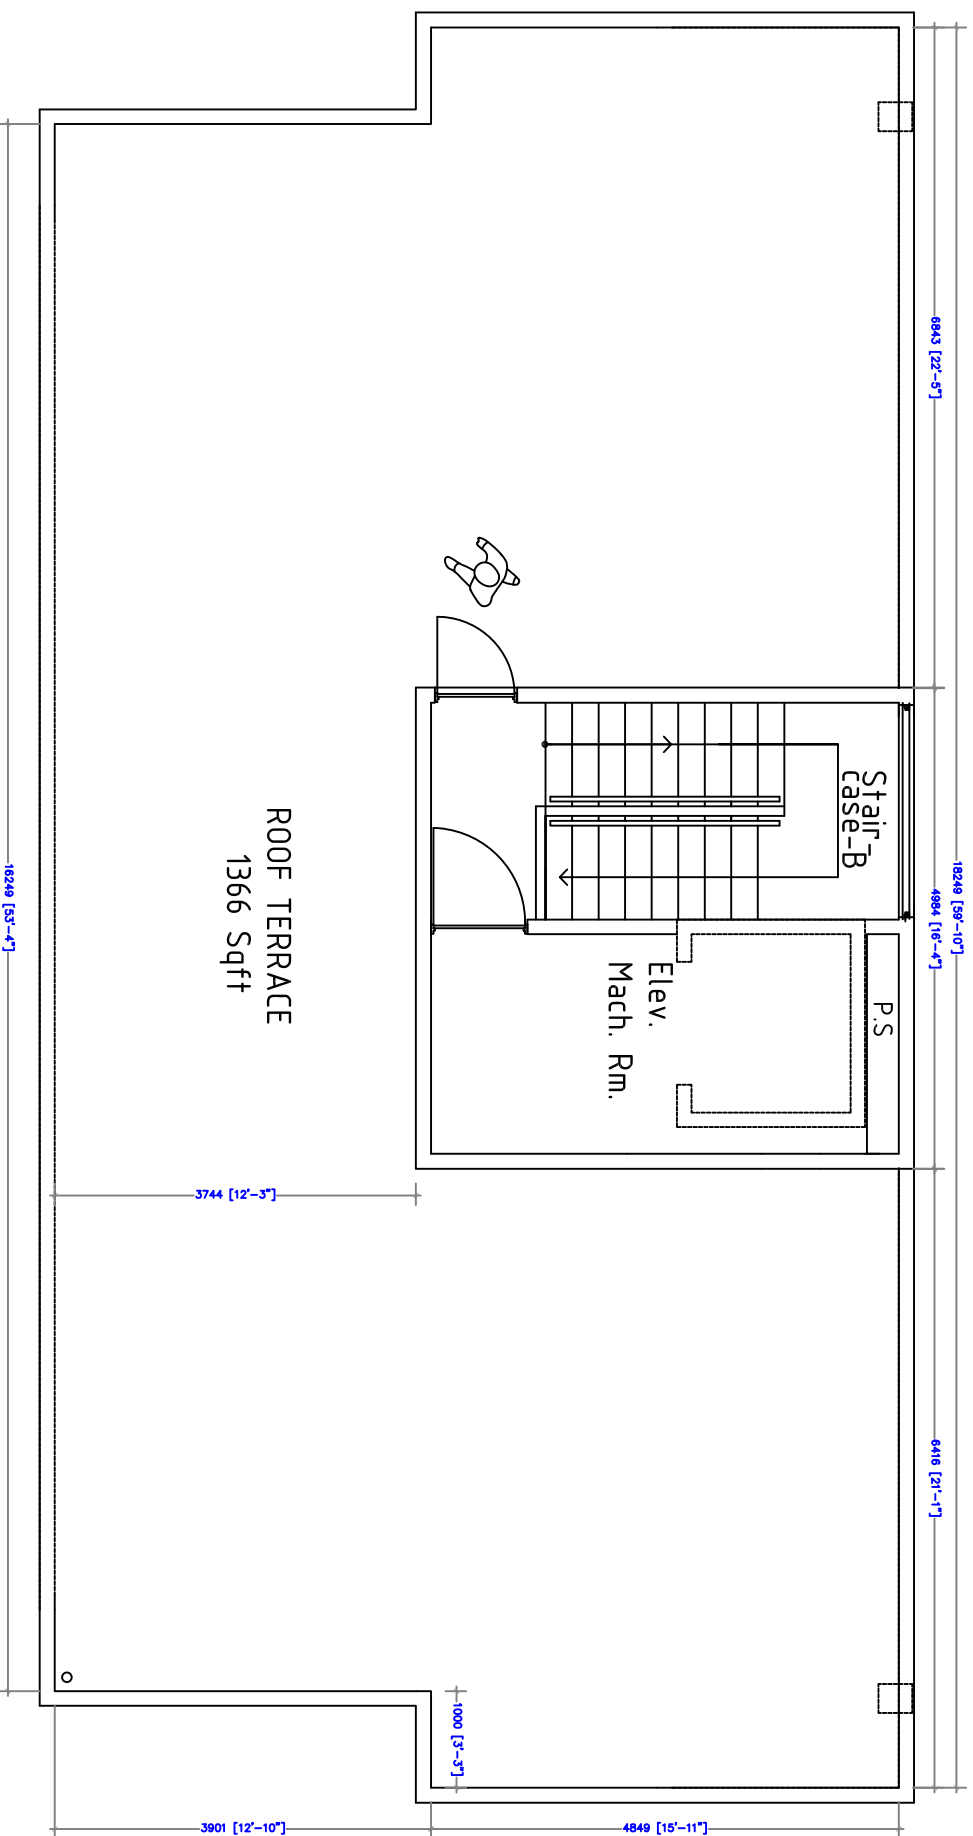 18249 [59'-10"]
6843 [22'-5"]
4984 [16'-4"]
6416 [21'-1"]
Stair-
case-B
P.S
Elev.
Mach. Rm.
ROOF TERRACE
1366 Sqft
3744 [12'-3"]
1000 [3'-3"]
16249 [53'-4"]
3901 [12'-10"]
4849 [15'-11"]